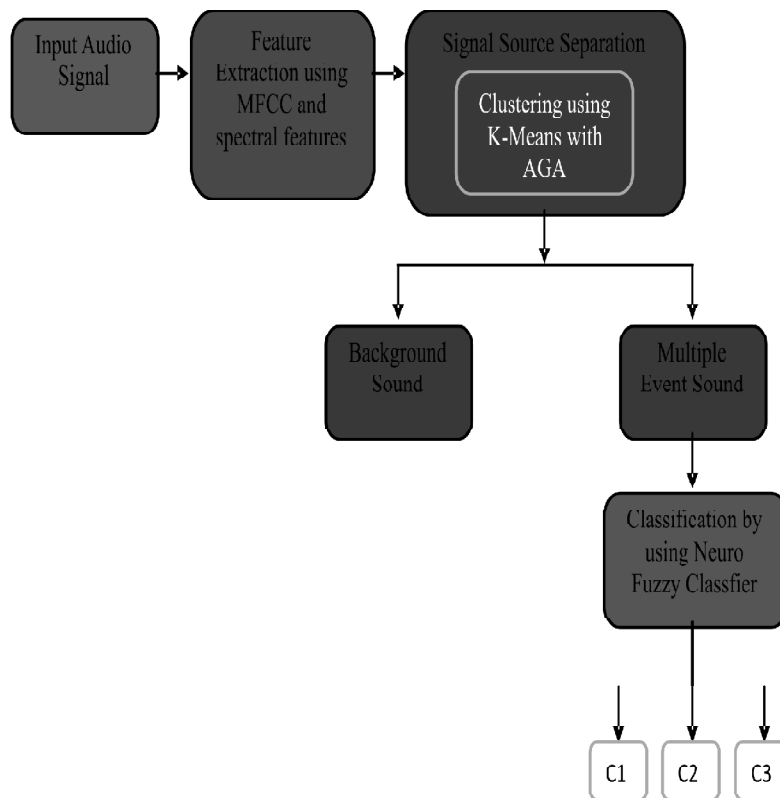 Input Audio
Signal
Feature
Extraction using
MFCC and
spectral features
Signal Source Separation
Clustering using
K-Means with
AGA
Background
Sound
Multiple
Event Sound
Classification by
using Neuro
Fuzzy Classfier
C1
C2
C3